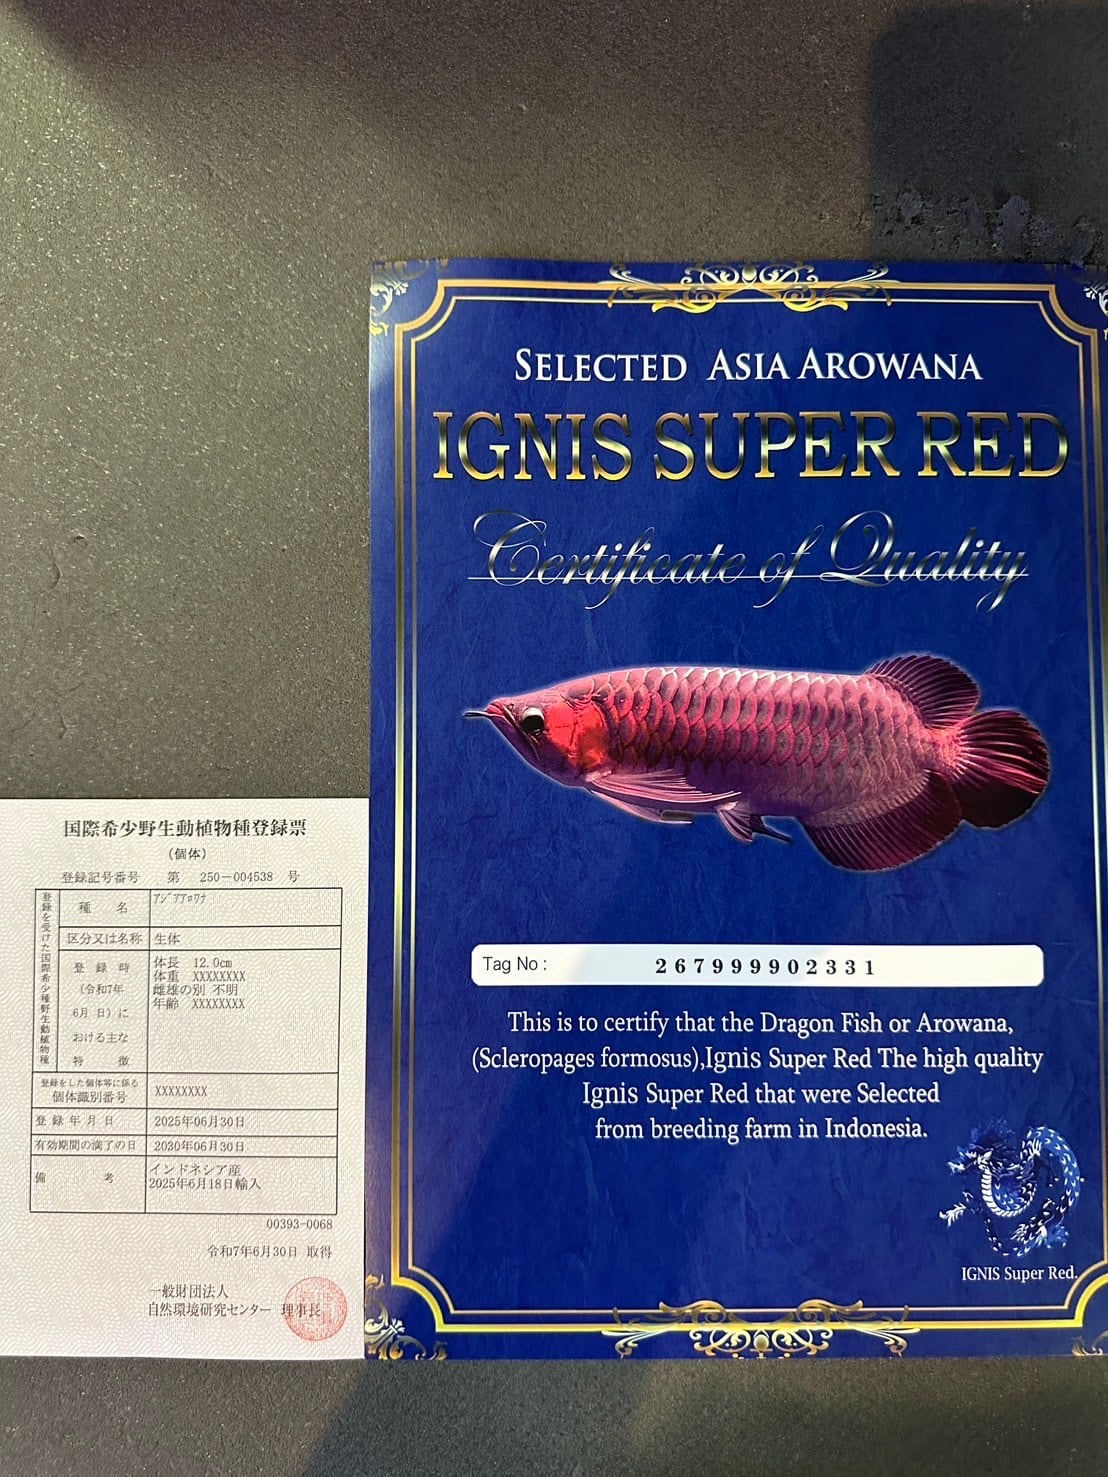 国際希少野生動植物種登録票
（個体）
登録記号番号 第 250－004538 号
登録を受けた国際希少野生動植物種
種 名 アジアアロワナ
区分又は名称 生体
登録時（令和7年6月 日）における主な特徴
体長 12.0cm
体重 XXXXXXXX
雌雄の別 不明
年齢 XXXXXXXX
登録をした個体等に係る
個体識別番号 XXXXXXXX
登録年月日 2025年06月30日
有効期間の満了の日 2030年06月30日
備 考 インドネシア産
2025年6月18日輸入
00393-0068
令和7年6月30日 取得
一般財団法人
自然環境研究センター 理事長
SELECTED ASIA AROWANA
IGNIS SUPER RED
Certificate of Quality
Tag No : 267999902331
This is to certify that the Dragon Fish or Arowana,
(Scleropages formosus),Ignis Super Red The high quality
Ignis Super Red that were Selected
from breeding farm in Indonesia.
IGNIS Super Red.